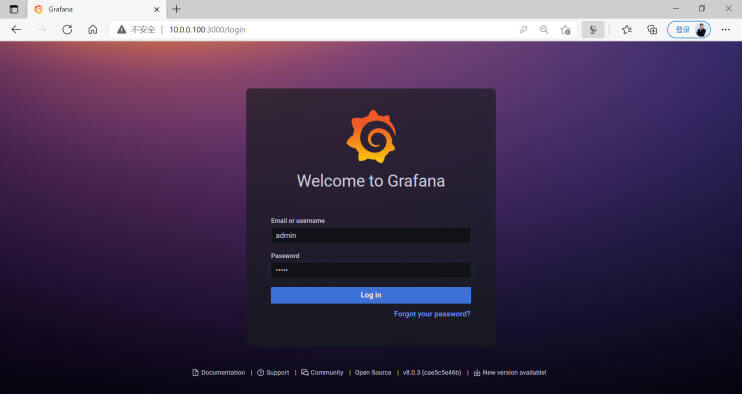 Grafana
不安全 | 10.0.0.100:3000/login
登录
Welcome to Grafana
Email or username
admin
Password
•••••
Log in
Forgot your password?
Documentation | Support | Community | Open Source | v8.0.3 (cae5c5e46b) | New version available!